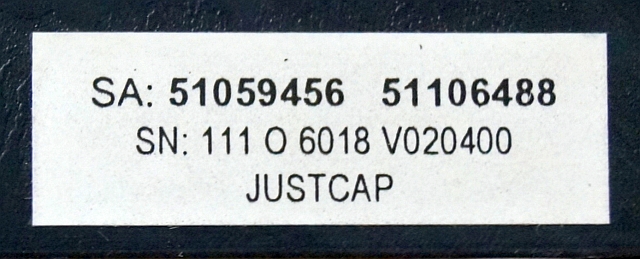 SA: 51059456 51106488
SN: 111 O 6018 V020400
JUSTCAP